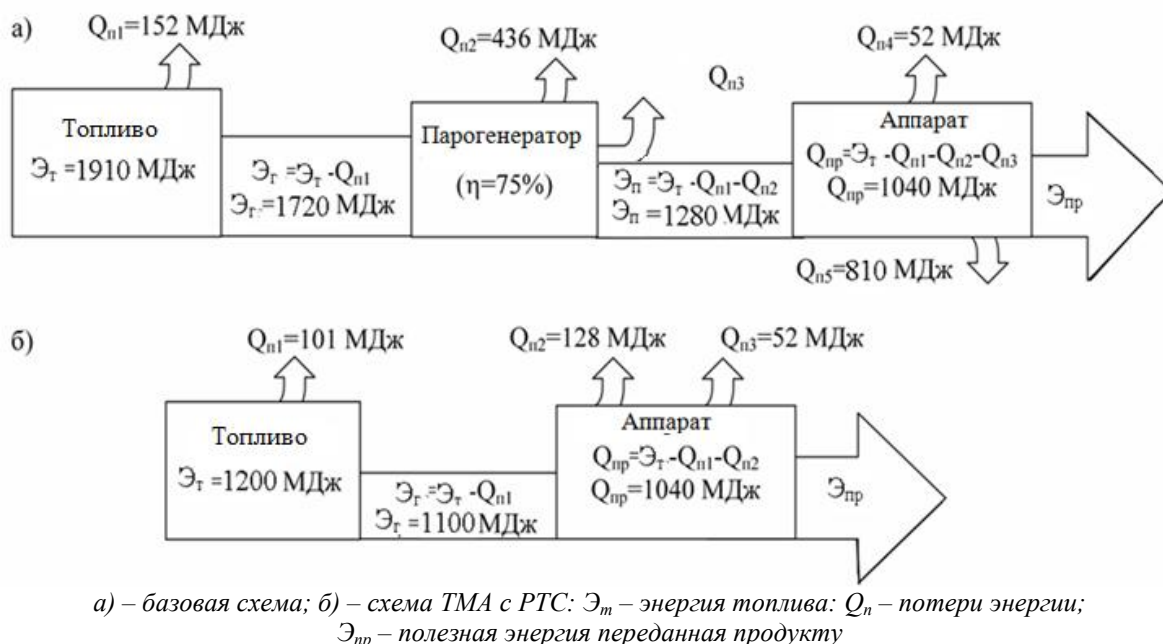 а)
Qп1=152 МДж
Qп2=436 МДж
Qп3
Qп4=52 МДж
Топливо
Эт =1910 МДж
Эг =Эт -Qп1
Эг=1720 МДж
Парогенератор
(η=75%)
Эп =Эт -Qп1-Qп2
Эп =1280 МДж
Аппарат
Qпр=Эт -Qп1-Qп2-Qп3
Qпр=1040 МДж
Эпр
Qп5=810 МДж
б)
Qп1=101 МДж
Qп2=128 МДж
Qп3=52 МДж
Топливо
Эт =1200 МДж
Эг =Эт -Qп1
Эг =1100 МДж
Аппарат
Qпр=Эт -Qп1-Qп2
Qпр=1040 МДж
Эпр
а) – базовая схема; б) – схема ТМА с РТС: Эт – энергия топлива: Qп – потери энергии;
Эпр – полезная энергия переданная продукту